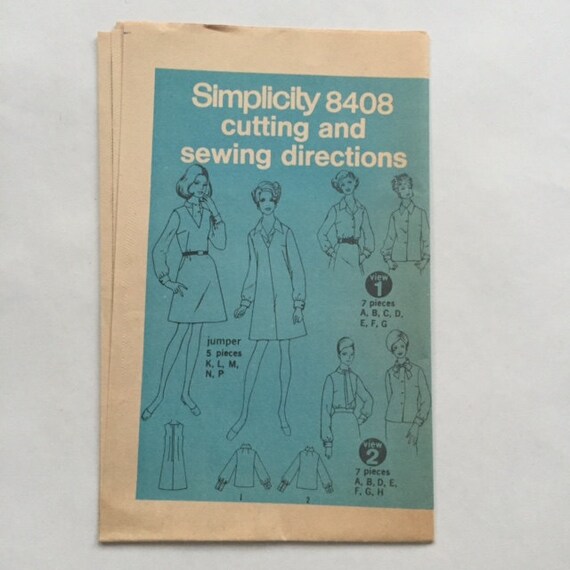 Simplicity 8408
cutting and
sewing directions
view
1
7 pieces
A, B, C, D,
E, F, G
jumper
5 pieces
K, L, M,
N, P
view
2
7 pieces
A, B, D, E,
F, G, H
1
2